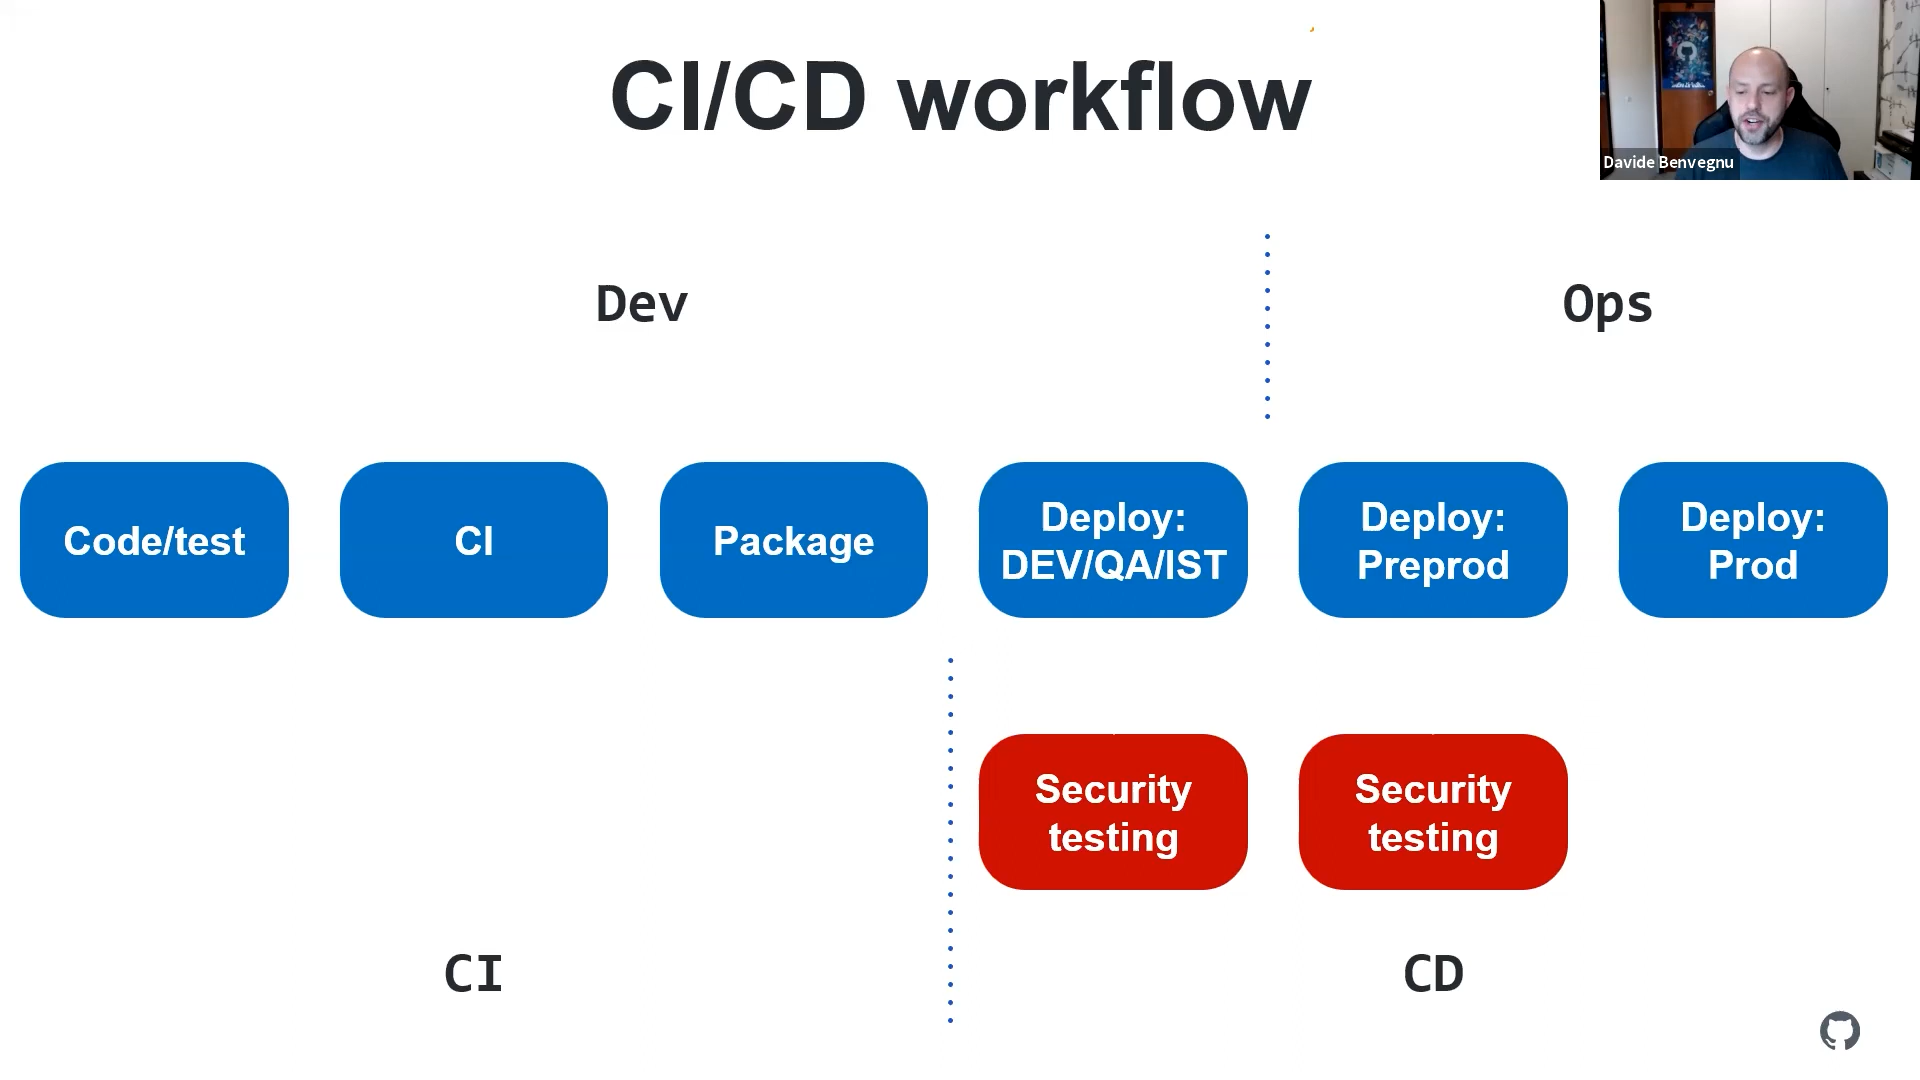 CI/CD workflow
Davide Benvegnu
Dev
Ops
Code/test
CI
Package
Deploy:
DEV/QA/IST
Deploy:
Preprod
Deploy:
Prod
Security
testing
Security
testing
CI
CD